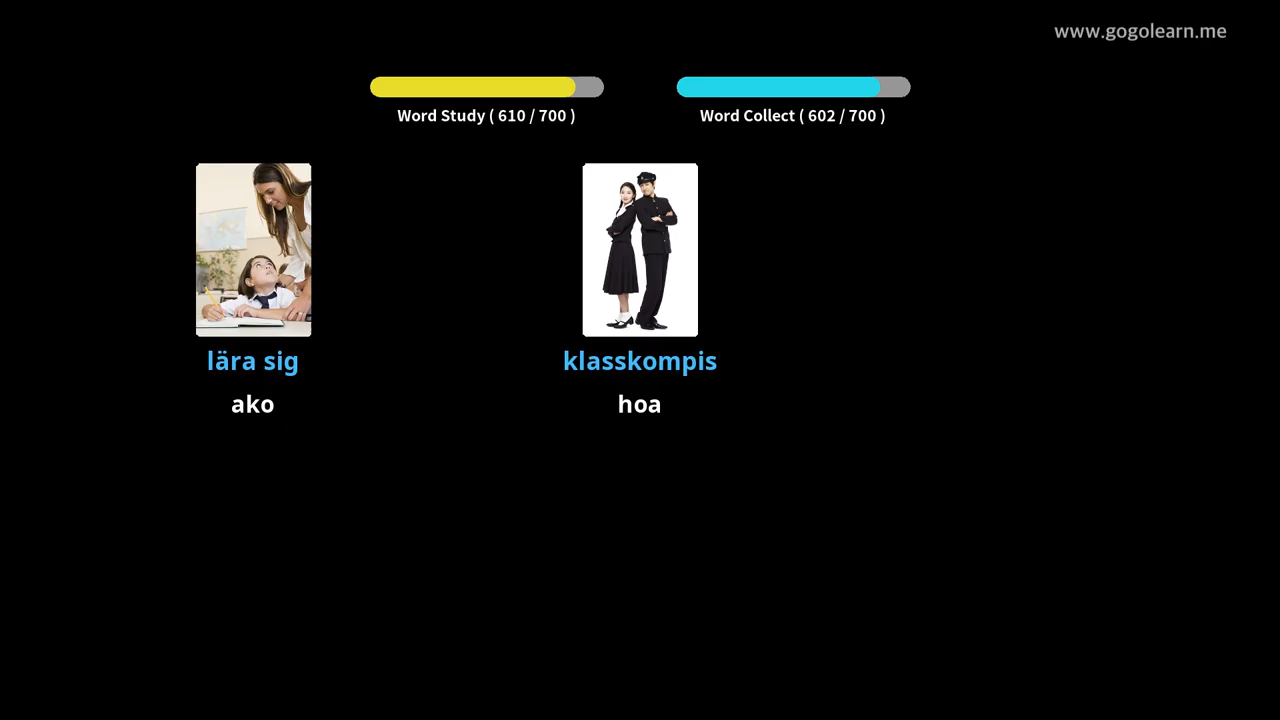 www.gogolearn.me
Word Study ( 610 / 700 )
Word Collect ( 602 / 700 )
lära sig
klasskompis
ako
hoa